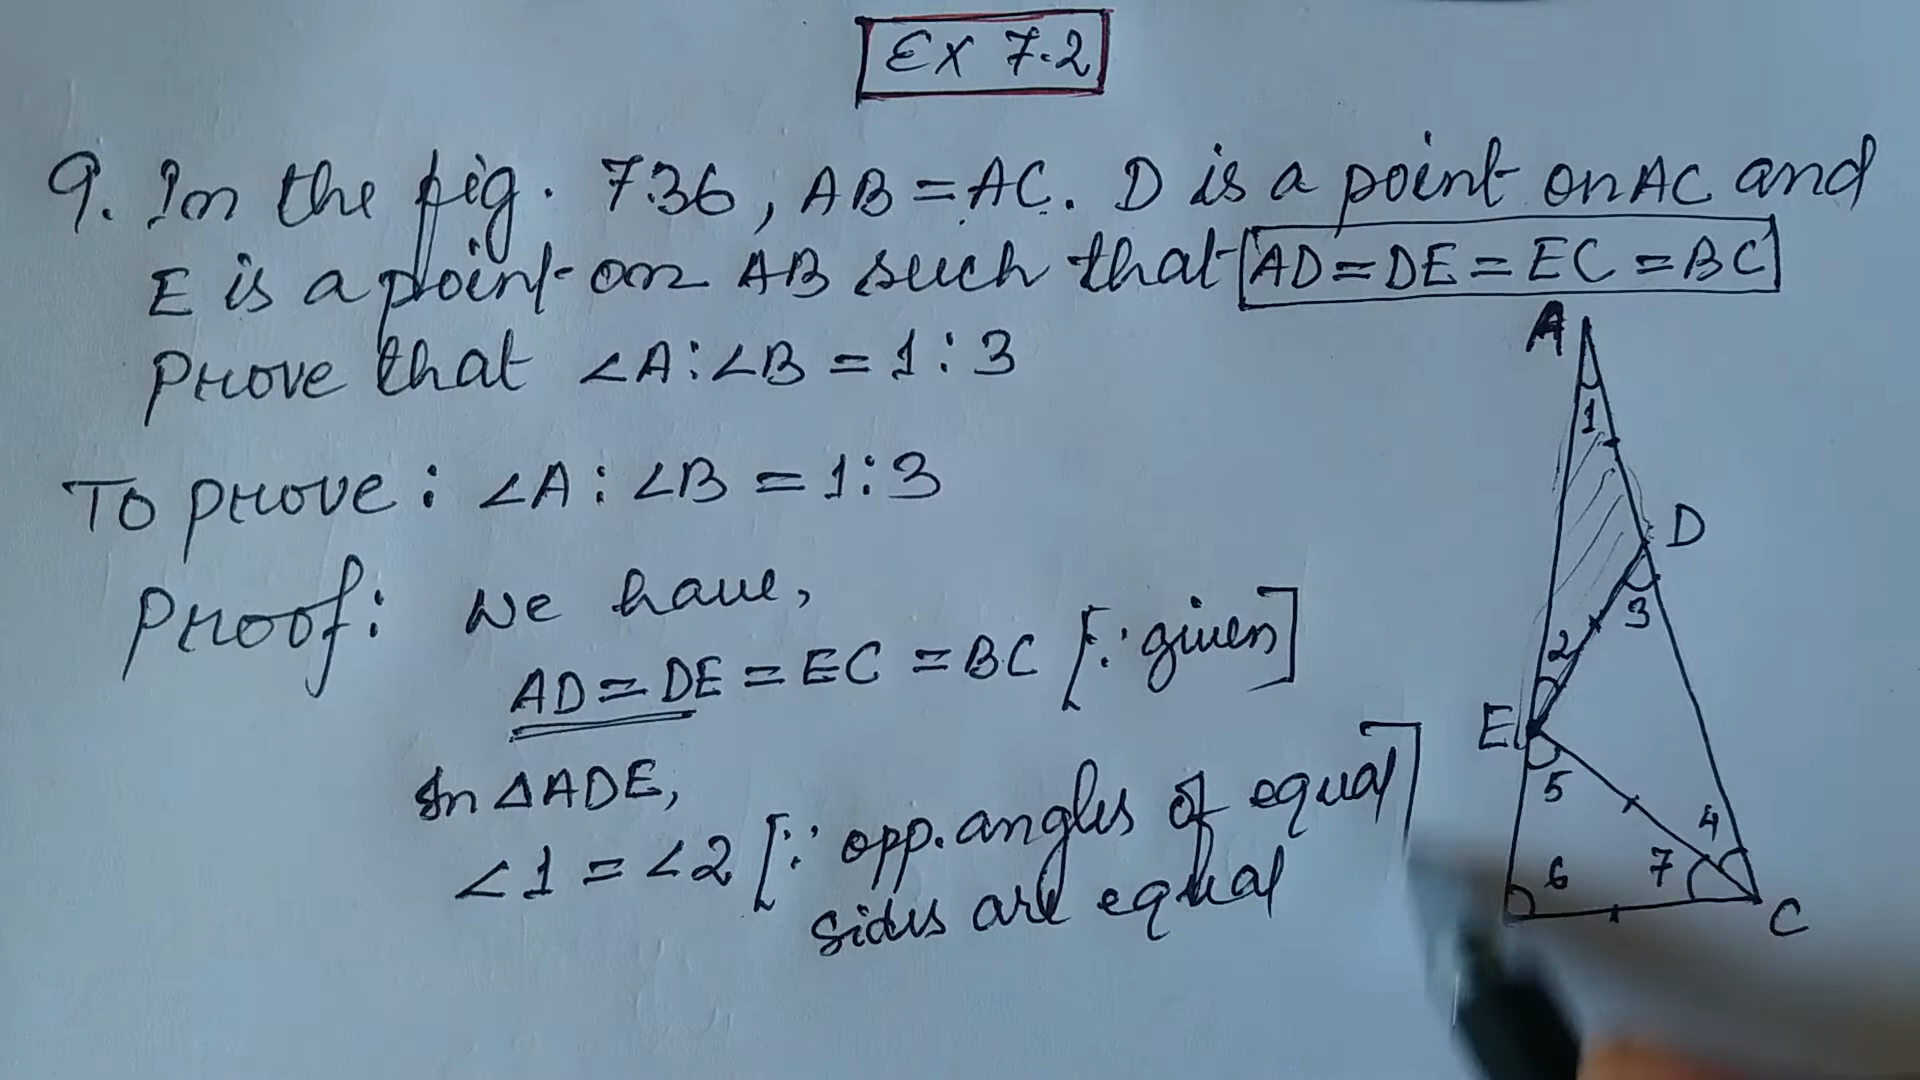 Ex 7.2
9. In the fig. 7.36, AB = AC. D is a point on AC and
E is a point on AB such that AD = DE = EC = BC
Prove that ∠A : ∠B = 1 : 3
To prove : ∠A : ∠B = 1 : 3
Proof : We have,
AD = DE = EC = BC [∵ given]
In △ADE,
∠1 = ∠2 [∵ opp. angles of equal
sides are equal]
A
1
D
3
2
E
5
4
6
7
C